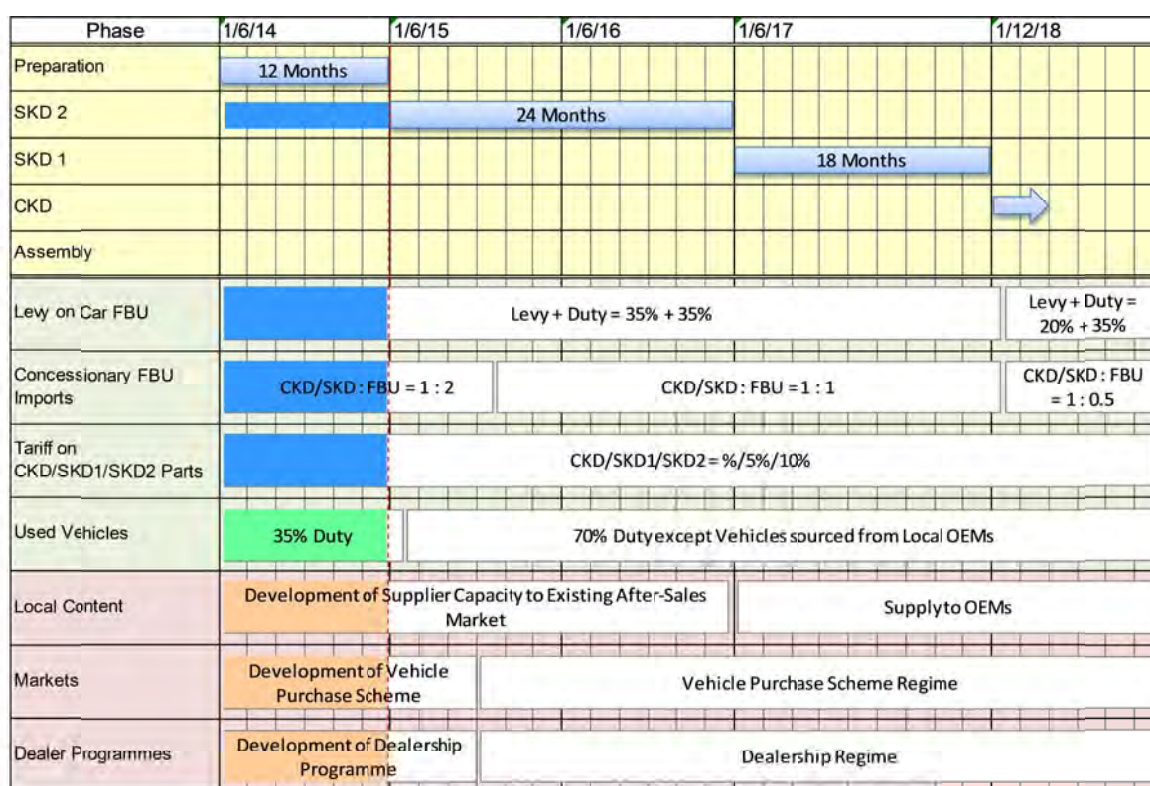 Phase 1/6/14 1/6/15 1/6/16 1/6/17 1/12/18
Preparation 12 Months
SKD 2 24 Months
SKD 1 18 Months
CKD
Assembly
Levy on Car FBU Levy + Duty = 35% + 35% Levy + Duty =
20% + 35%
Concessionary FBU
Imports
CKD/SKD : FBU = 1 : 2 CKD/SKD : FBU = 1 : 1 CKD/SKD : FBU
= 1 : 0.5
Tariff on
CKD/SKD1/SKD2 Parts
CKD/SKD1/SKD2 = %/5%/10%
Used Vehicles 35% Duty 70% Duty except Vehicles sourced from Local OEMs
Local Content
Development of Supplier Capacity to Existing After-Sales
Market
Supply to OEMs
Markets
Development of Vehicle
Purchase Scheme
Vehicle Purchase Scheme Regime
Dealer Programmes
Development of Dealership
Programme
Dealership Regime